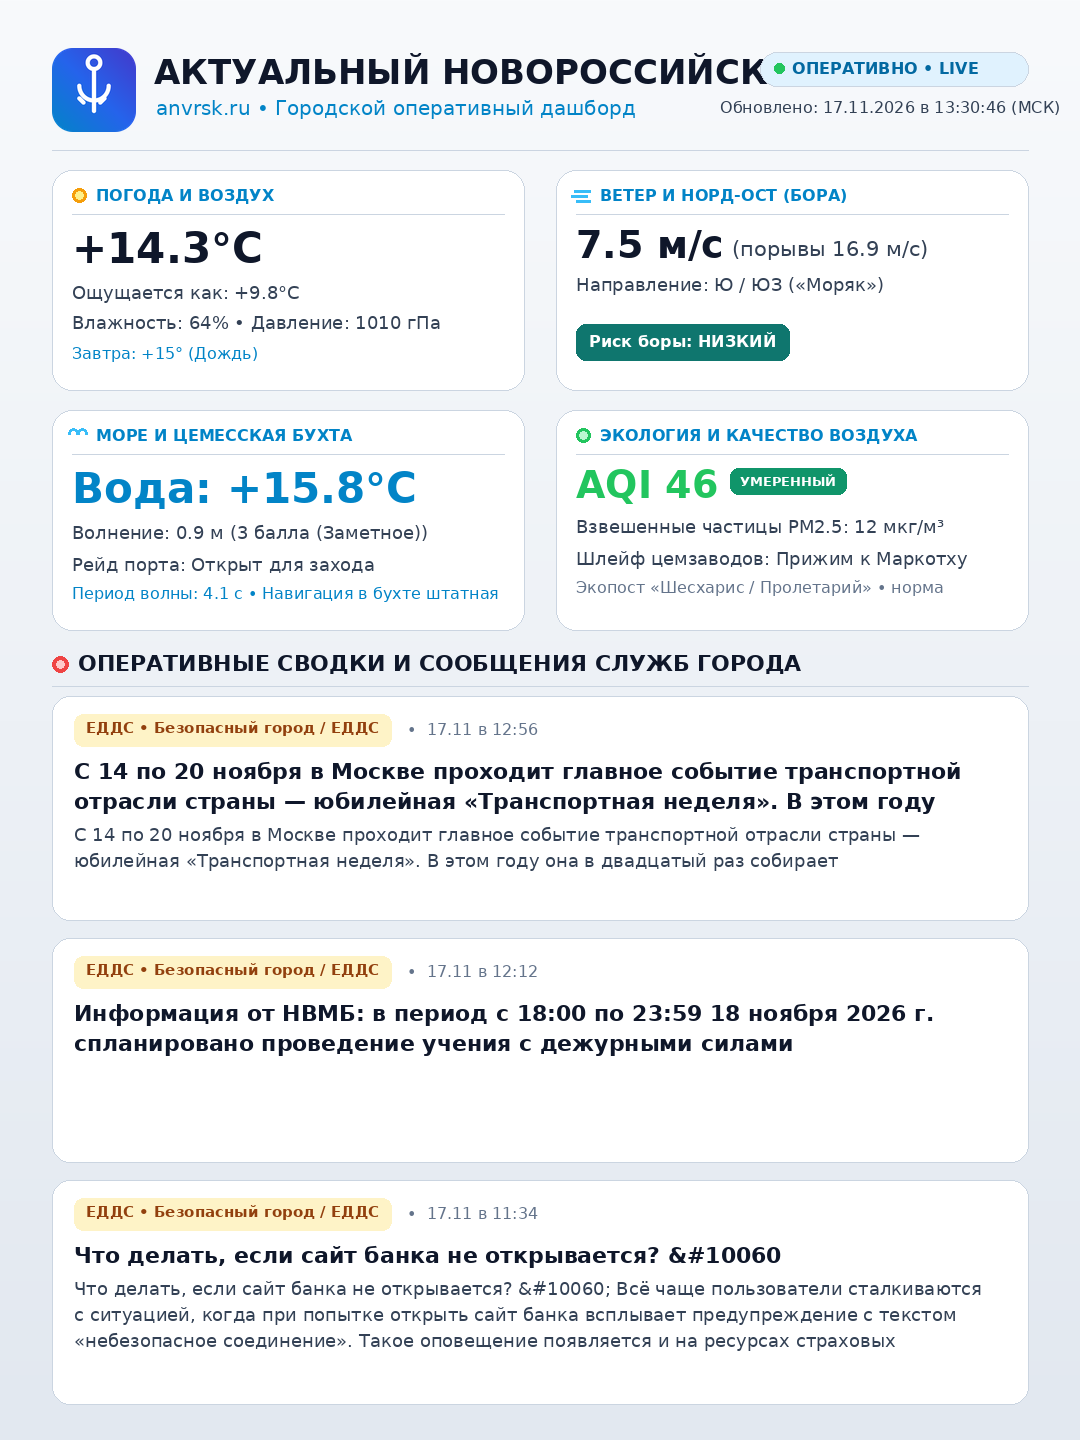 АКТУАЛЬНЫЙ НОВОРОССИЙСК
ОПЕРАТИВНО • LIVE
anvrsk.ru • Городской оперативный дашборд
Обновлено: 17.11.2026 в 13:30:46 (МСК)
ПОГОДА И ВОЗДУХ
+14.3°C
Ощущается как: +9.8°C
Влажность: 64% • Давление: 1010 гПа
Завтра: +15° (Дождь)
ВЕТЕР И НОРД-ОСТ (БОРА)
7.5 м/с (порывы 16.9 м/с)
Направление: Ю / ЮЗ («Моряк»)
Риск боры: НИЗКИЙ
МОРЕ И ЦЕМЕССКАЯ БУХТА
Вода: +15.8°C
Волнение: 0.9 м (3 балла (Заметное))
Рейд порта: Открыт для захода
Период волны: 4.1 с • Навигация в бухте штатная
ЭКОЛОГИЯ И КАЧЕСТВО ВОЗДУХА
AQI 46 УМЕРЕННЫЙ
Взвешенные частицы PM2.5: 12 мкг/м³
Шлейф цемзаводов: Прижим к Маркотху
Экопост «Шесхарис / Пролетарий» • норма
ОПЕРАТИВНЫЕ СВОДКИ И СООБЩЕНИЯ СЛУЖБ ГОРОДА
ЕДДС • Безопасный город / ЕДДС • 17.11 в 12:56
С 14 по 20 ноября в Москве проходит главное событие транспортной
отрасли страны — юбилейная «Транспортная неделя». В этом году
С 14 по 20 ноября в Москве проходит главное событие транспортной отрасли страны —
юбилейная «Транспортная неделя». В этом году она в двадцатый раз собирает
ЕДДС • Безопасный город / ЕДДС • 17.11 в 12:12
Информация от НВМБ: в период с 18:00 по 23:59 18 ноября 2026 г.
спланировано проведение учения с дежурными силами
ЕДДС • Безопасный город / ЕДДС • 17.11 в 11:34
Что делать, если сайт банка не открывается? &#10060
Что делать, если сайт банка не открывается? &#10060; Всё чаще пользователи сталкиваются
с ситуацией, когда при попытке открыть сайт банка всплывает предупреждение с текстом
«небезопасное соединение». Такое оповещение появляется и на ресурсах страховых